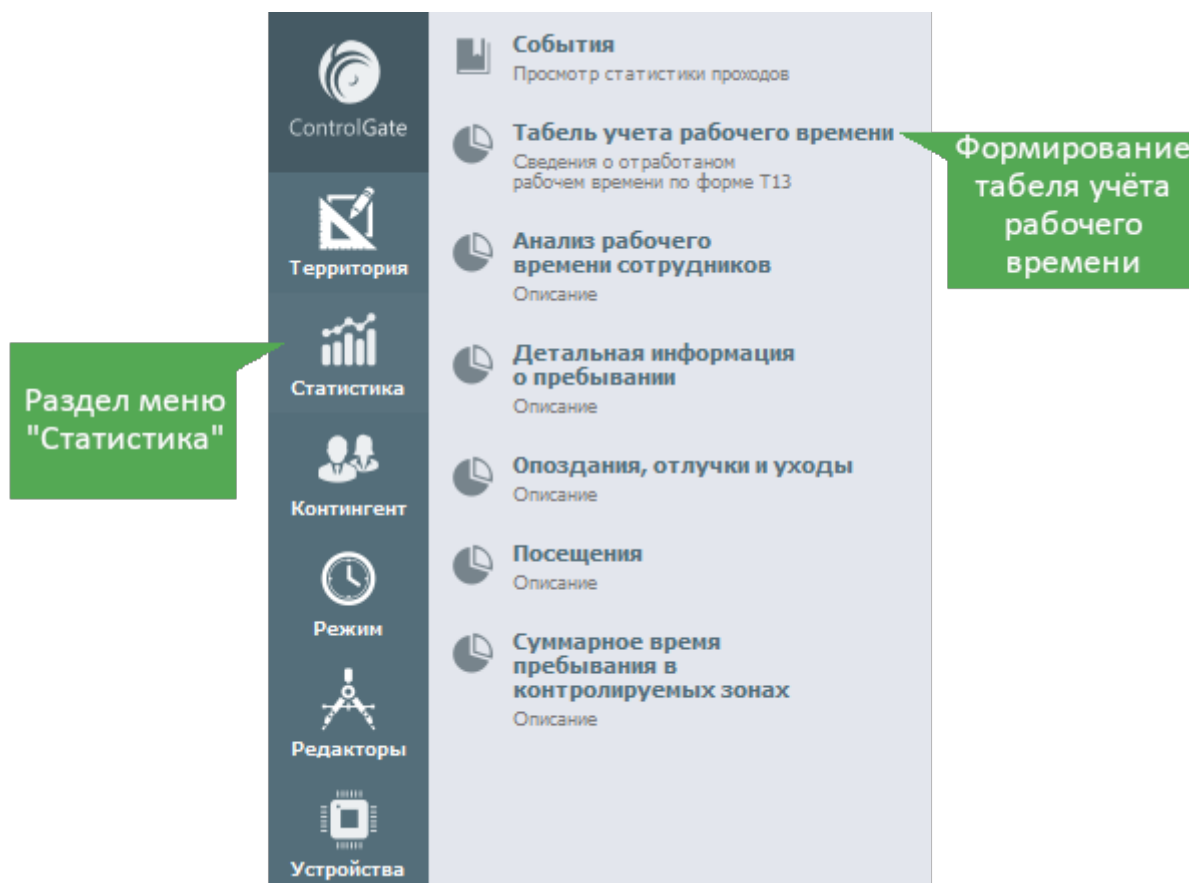 ControlGate
Территория
Статистика
Контингент
Режим
Редакторы
Устройства
События
Просмотр статистики проходов
Табель учета рабочего времени
Сведения о отработаном
рабочем времени по форме Т13
Анализ рабочего
времени сотрудников
Описание
Детальная информация
о пребывании
Описание
Опоздания, отлучки и уходы
Описание
Посещения
Описание
Суммарное время
пребывания в
контролируемых зонах
Описание
Раздел меню
"Статистика"
Формирование
табеля учёта
рабочего
времени